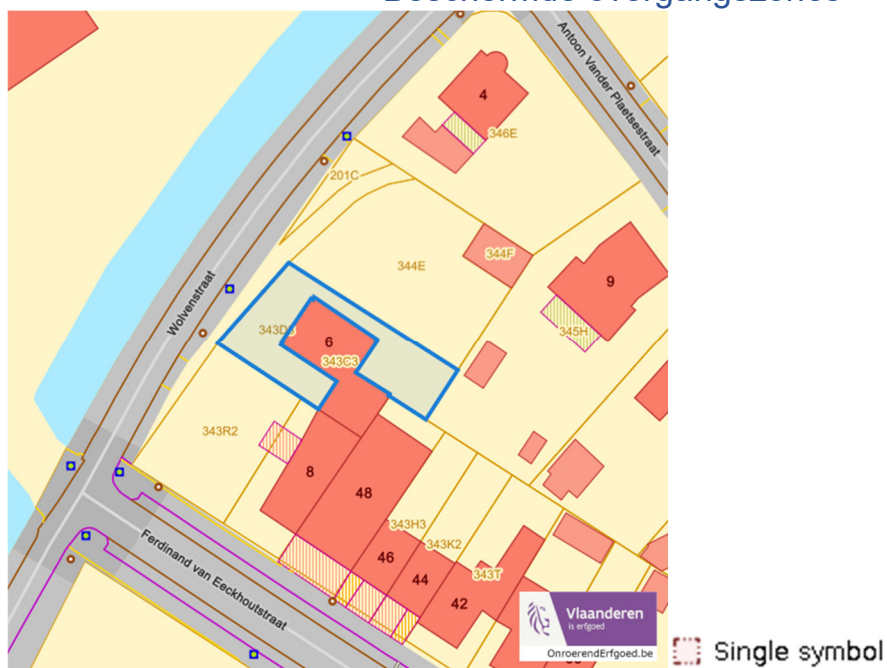 Antoon Vander Plaetsestraat
4
346E
201C
344E
344F
9
345H
Wolvenstraat
6
343C3
343R2
8
48
343H3
46
343K2
44
343T
42
Ferdinand van Eeckhoutstraat
Vlaanderen
is erfgoed
OnroerendErfgoed.be
Single symbol